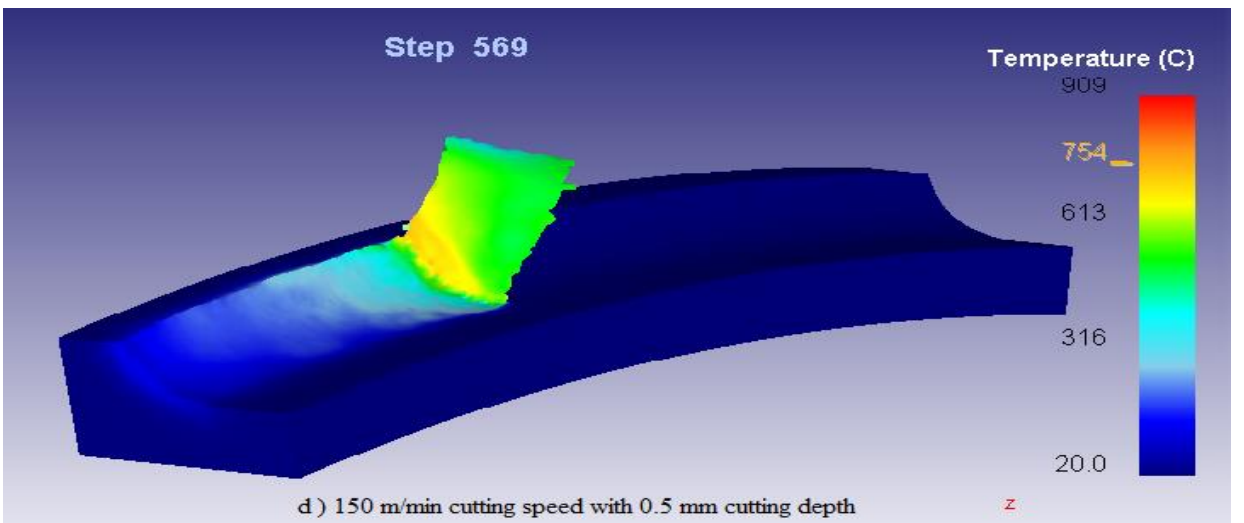 Step 569
Temperature (C)
909
754
613
316
20.0
d ) 150 m/min cutting speed with 0.5 mm cutting depth
z